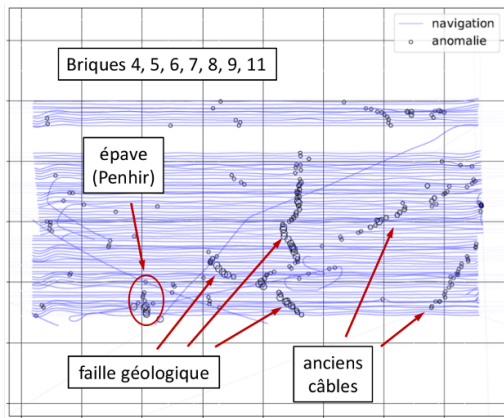 navigation
anomalie
Briques 4, 5, 6, 7, 8, 9, 11
épave
(Penhir)
faille géologique
anciens
câbles